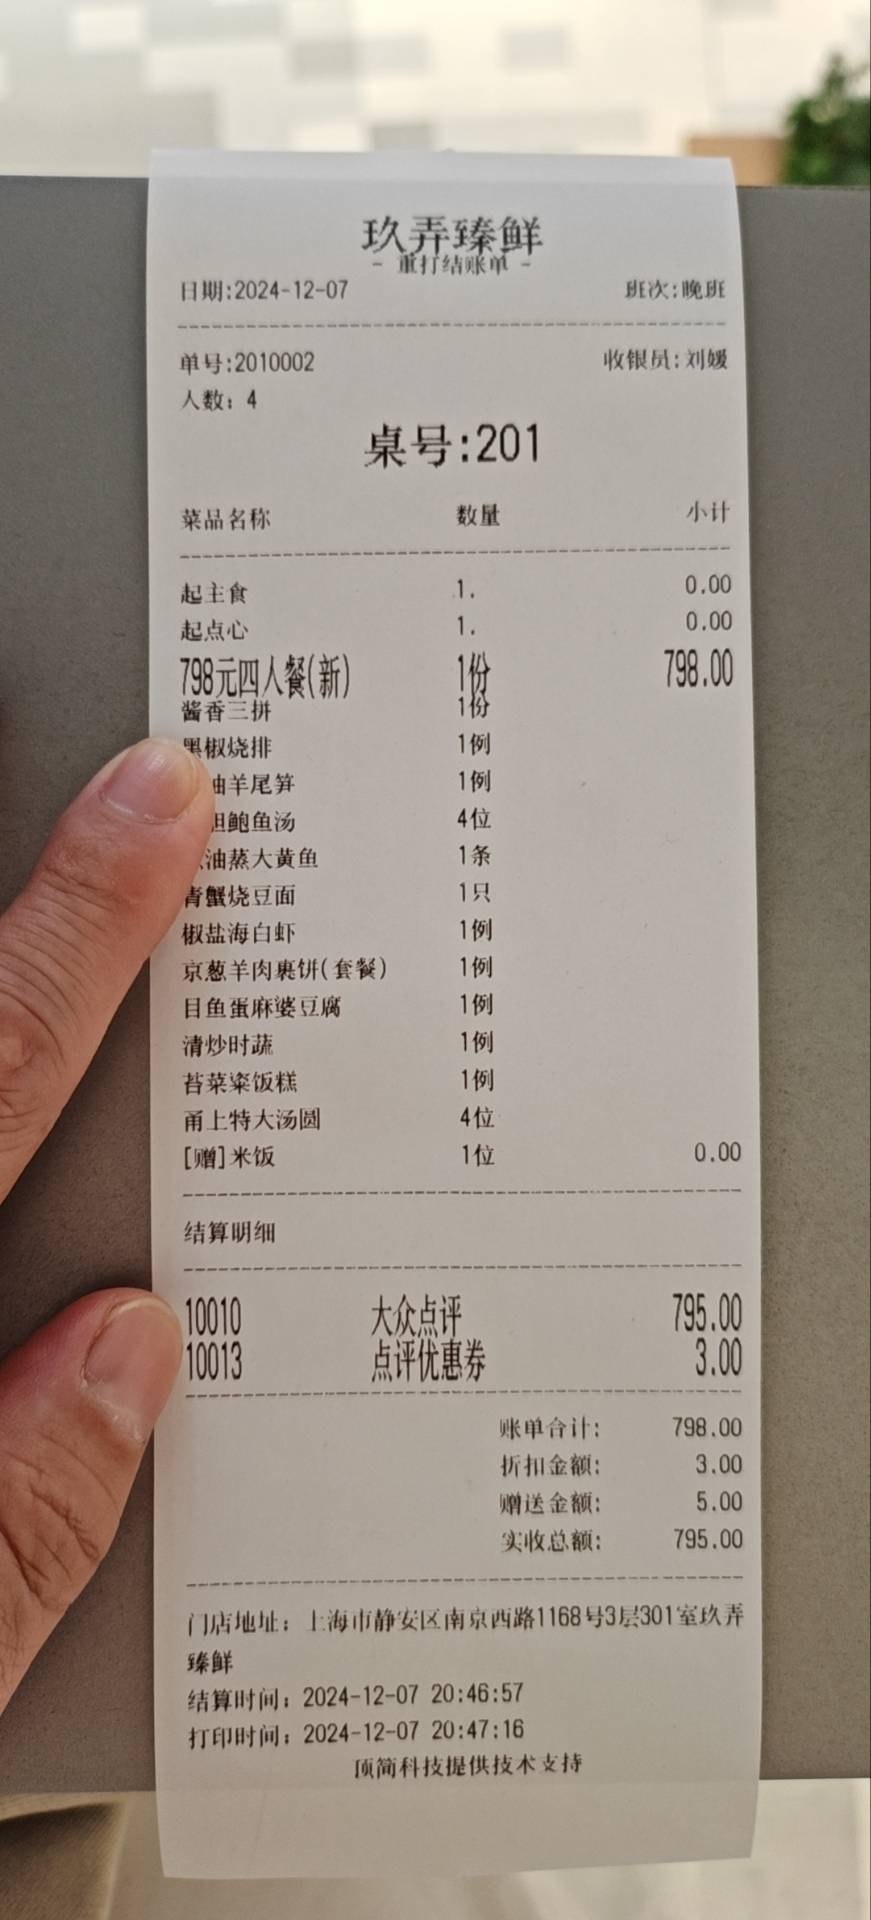 玖弄臻鲜
- 重打结账单 -
日期:2024-12-07 班次:晚班
单号:2010002 收银员:刘媛
人数: 4
桌号:201
菜品名称 数量 小计
起主食 1. 0.00
起点心 1. 0.00
798元四人餐(新) 1份 798.00
酱香三拼 1份
黑椒烧排 1例
油羊尾笋 1例
胆鲍鱼汤 4位
油蒸大黄鱼 1条
青蟹烧豆面 1只
椒盐海白虾 1例
京葱羊肉裹饼(套餐) 1例
目鱼蛋麻婆豆腐 1例
清炒时蔬 1例
苔菜粢饭糕 1例
甬上特大汤圆 4位
[赠]米饭 1位 0.00
结算明细
10010 大众点评 795.00
10013 点评优惠券 3.00
账单合计: 798.00
折扣金额: 3.00
赠送金额: 5.00
实收总额: 795.00
门店地址: 上海市静安区南京西路1168号3层301室玖弄
臻鲜
结算时间: 2024-12-07 20:46:57
打印时间: 2024-12-07 20:47:16
顶简科技提供技术支持